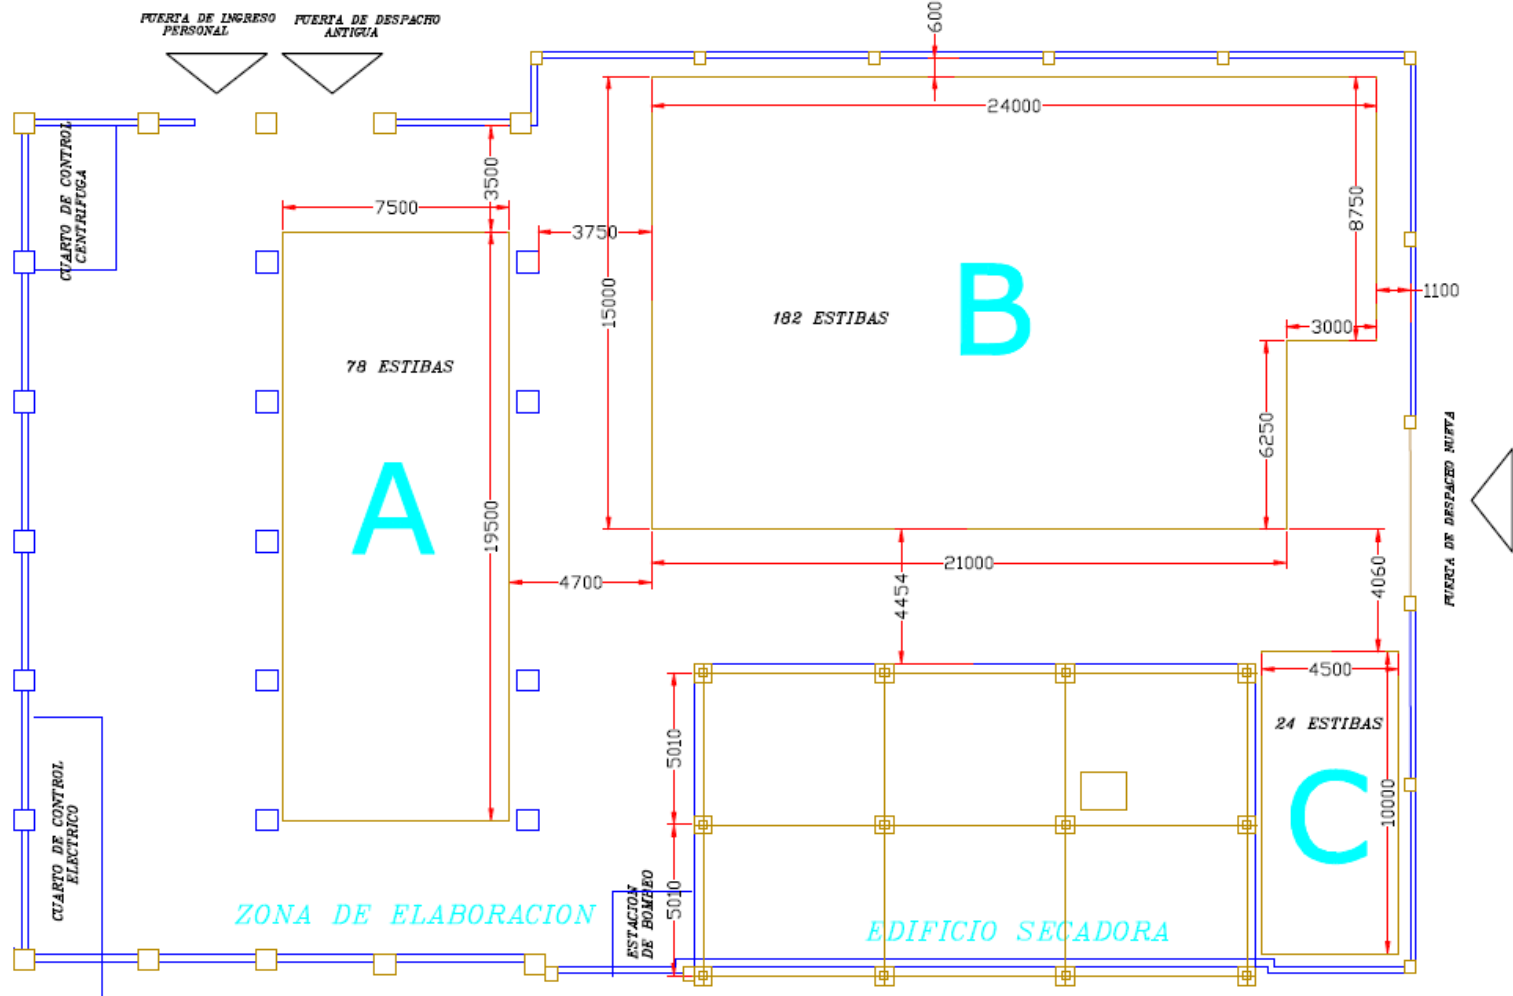 PUERTA DE INGRESO
PERSONAL
PUERTA DE DESPACHO
ANTIGUA
600
24000
CUARTO DE CONTROL
CENTRIFUGA
3500
7500
3750
8750
15000
B
1100
3000
182 ESTIBAS
78 ESTIBAS
6250
A
19500
PUERTA DE DESPACHO NUEVA
21000
4700
4454
4060
4500
24 ESTIBAS
5010
C
10000
CUARTO DE CONTROL
ELECTRICO
5010
ESTACION
DE BOMBEO
ZONA DE ELABORACION
EDIFICIO SECADORA